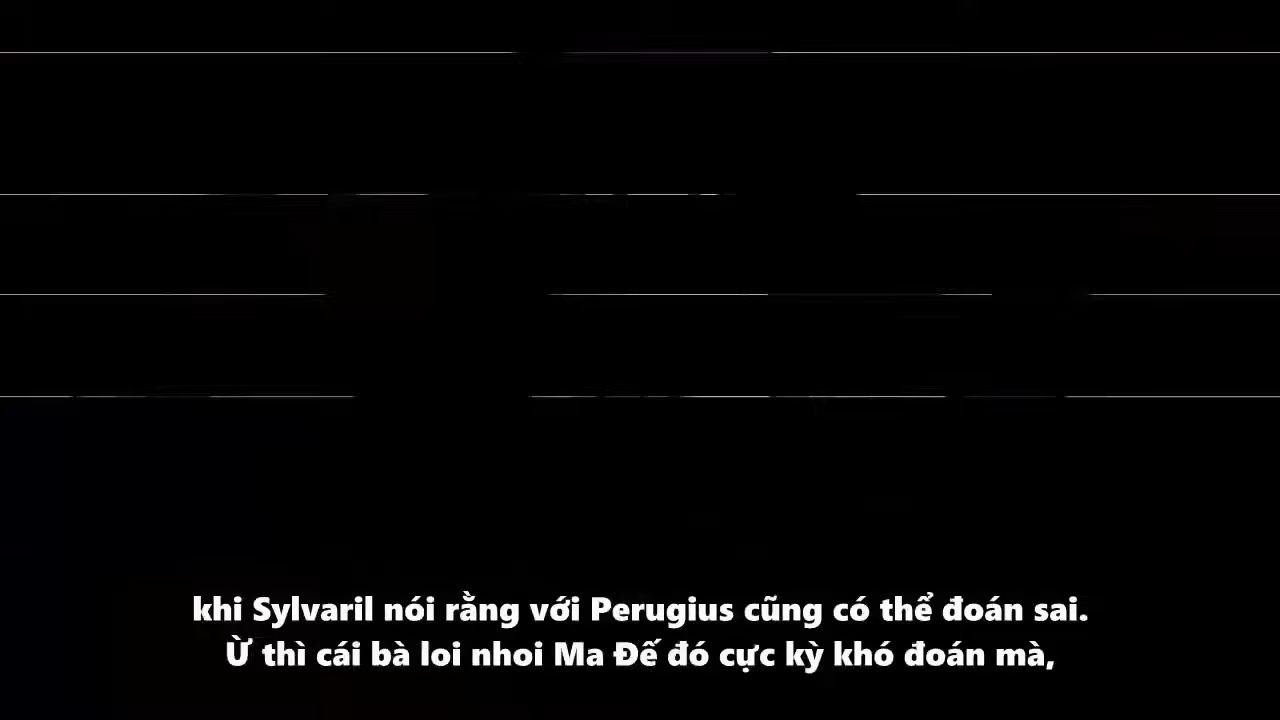 khi Sylvaril nói rằng với Perugius cũng có thể đoán sai.
Ừ thì cái bà loi nhoi Ma Đế đó cực kỳ khó đoán mà,